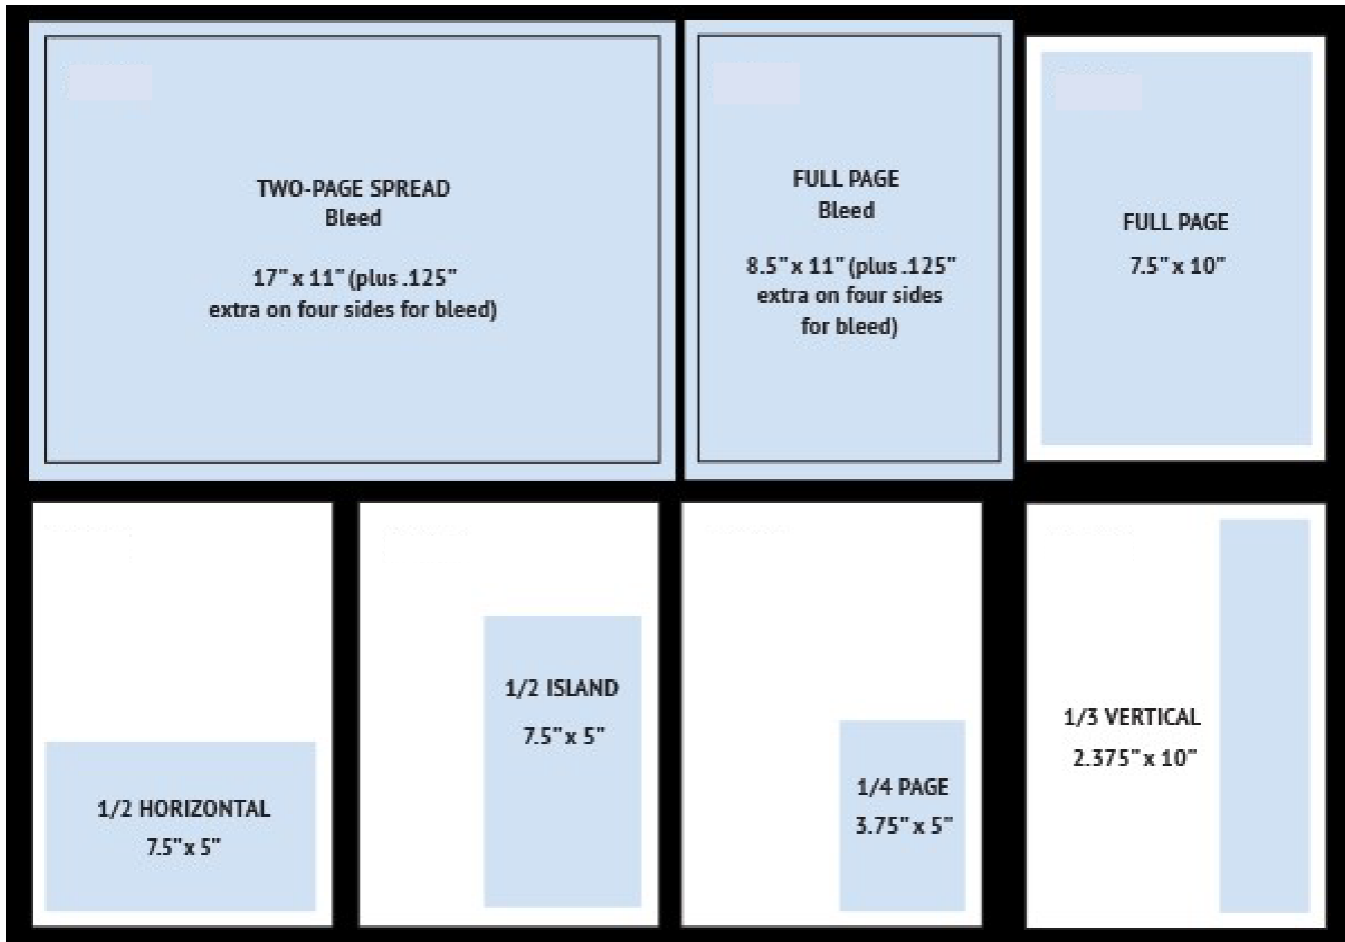 TWO-PAGE SPREAD
Bleed
17" x 11" (plus .125"
extra on four sides for bleed)
FULL PAGE
Bleed
8.5" x 11" (plus .125"
extra on four sides
for bleed)
FULL PAGE
7.5" x 10"
1/2 HORIZONTAL
7.5" x 5"
1/2 ISLAND
7.5" x 5"
1/4 PAGE
3.75" x 5"
1/3 VERTICAL
2.375" x 10"